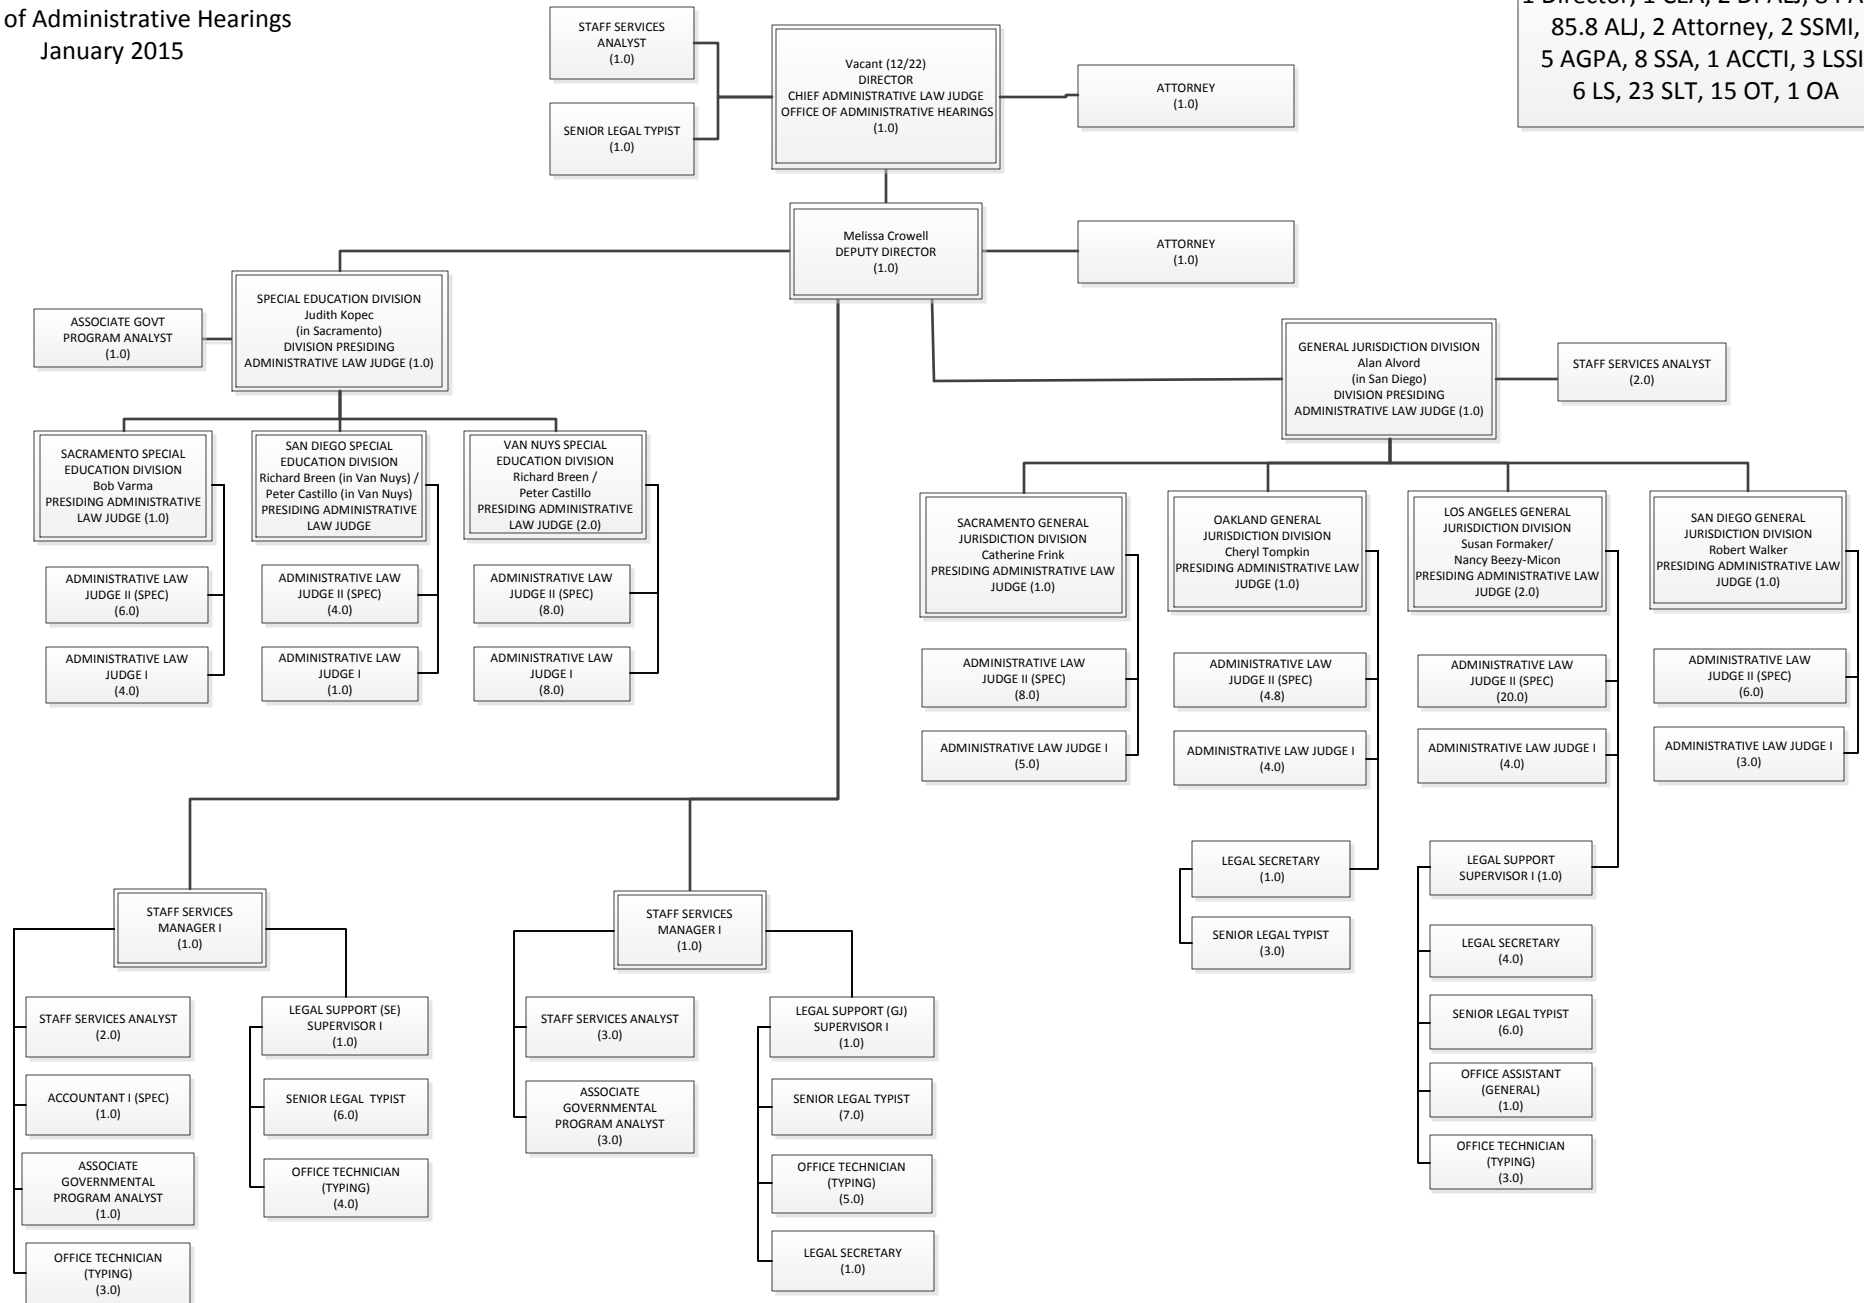 of Administrative Hearings
January 2015
85.8 ALJ, 2 Attorney, 2 SSMI,
5 AGPA, 8 SSA, 1 ACCTI, 3 LSSI
6 LS, 23 SLT, 15 OT, 1 OA
STAFF SERVICES
ANALYST
(1.0)
SENIOR LEGAL TYPIST
(1.0)
Vacant (12/22)
DIRECTOR
CHIEF ADMINISTRATIVE LAW JUDGE
OFFICE OF ADMINISTRATIVE HEARINGS
(1.0)
ATTORNEY
(1.0)
Melissa Crowell
DEPUTY DIRECTOR
(1.0)
ATTORNEY
(1.0)
ASSOCIATE GOVT
PROGRAM ANALYST
(1.0)
SPECIAL EDUCATION DIVISION
Judith Kopec
(in Sacramento)
DIVISION PRESIDING
ADMINISTRATIVE LAW JUDGE (1.0)
GENERAL JURISDICTION DIVISION
Alan Alvord
(in San Diego)
DIVISION PRESIDING
ADMINISTRATIVE LAW JUDGE (1.0)
STAFF SERVICES ANALYST
(2.0)
SACRAMENTO SPECIAL
EDUCATION DIVISION
Bob Varma
PRESIDING ADMINISTRATIVE
LAW JUDGE (1.0)
ADMINISTRATIVE LAW
JUDGE II (SPEC)
(6.0)
ADMINISTRATIVE LAW
JUDGE I
(4.0)
SAN DIEGO SPECIAL
EDUCATION DIVISION
Richard Breen (in Van Nuys) /
Peter Castillo (in Van Nuys)
PRESIDING ADMINISTRATIVE
LAW JUDGE
ADMINISTRATIVE LAW
JUDGE II (SPEC)
(4.0)
ADMINISTRATIVE LAW
JUDGE I
(1.0)
VAN NUYS SPECIAL
EDUCATION DIVISION
Richard Breen /
Peter Castillo
PRESIDING ADMINISTRATIVE
LAW JUDGE (2.0)
ADMINISTRATIVE LAW
JUDGE II (SPEC)
(8.0)
ADMINISTRATIVE LAW
JUDGE I
(8.0)
SACRAMENTO GENERAL
JURISDICTION DIVISION
Catherine Frink
PRESIDING ADMINISTRATIVE LAW
JUDGE (1.0)
ADMINISTRATIVE LAW
JUDGE II (SPEC)
(8.0)
ADMINISTRATIVE LAW JUDGE I
(5.0)
OAKLAND GENERAL
JURISDICTION DIVISION
Cheryl Tompkin
PRESIDING ADMINISTRATIVE LAW
JUDGE (1.0)
ADMINISTRATIVE LAW
JUDGE II (SPEC)
(4.8)
ADMINISTRATIVE LAW JUDGE I
(4.0)
LEGAL SECRETARY
(1.0)
SENIOR LEGAL TYPIST
(3.0)
LOS ANGELES GENERAL
JURISDICTION DIVISION
Susan Formaker/
Nancy Beezy-Micon
PRESIDING ADMINISTRATIVE LAW
JUDGE (2.0)
ADMINISTRATIVE LAW
JUDGE II (SPEC)
(20.0)
ADMINISTRATIVE LAW JUDGE I
(4.0)
LEGAL SUPPORT
SUPERVISOR I (1.0)
LEGAL SECRETARY
(4.0)
SENIOR LEGAL TYPIST
(6.0)
OFFICE ASSISTANT
(GENERAL)
(1.0)
OFFICE TECHNICIAN
(TYPING)
(3.0)
SAN DIEGO GENERAL
JURISDICTION DIVISION
Robert Walker
PRESIDING ADMINISTRATIVE LAW
JUDGE (1.0)
ADMINISTRATIVE LAW
JUDGE II (SPEC)
(6.0)
ADMINISTRATIVE LAW JUDGE I
(3.0)
STAFF SERVICES
MANAGER I
(1.0)
STAFF SERVICES ANALYST
(2.0)
ACCOUNTANT I (SPEC)
(1.0)
ASSOCIATE
GOVERNMENTAL
PROGRAM ANALYST
(1.0)
OFFICE TECHNICIAN
(TYPING)
(3.0)
LEGAL SUPPORT (SE)
SUPERVISOR I
(1.0)
SENIOR LEGAL TYPIST
(6.0)
OFFICE TECHNICIAN
(TYPING)
(4.0)
STAFF SERVICES
MANAGER I
(1.0)
STAFF SERVICES ANALYST
(3.0)
ASSOCIATE
GOVERNMENTAL
PROGRAM ANALYST
(3.0)
LEGAL SUPPORT (GJ)
SUPERVISOR I
(1.0)
SENIOR LEGAL TYPIST
(7.0)
OFFICE TECHNICIAN
(TYPING)
(5.0)
LEGAL SECRETARY
(1.0)